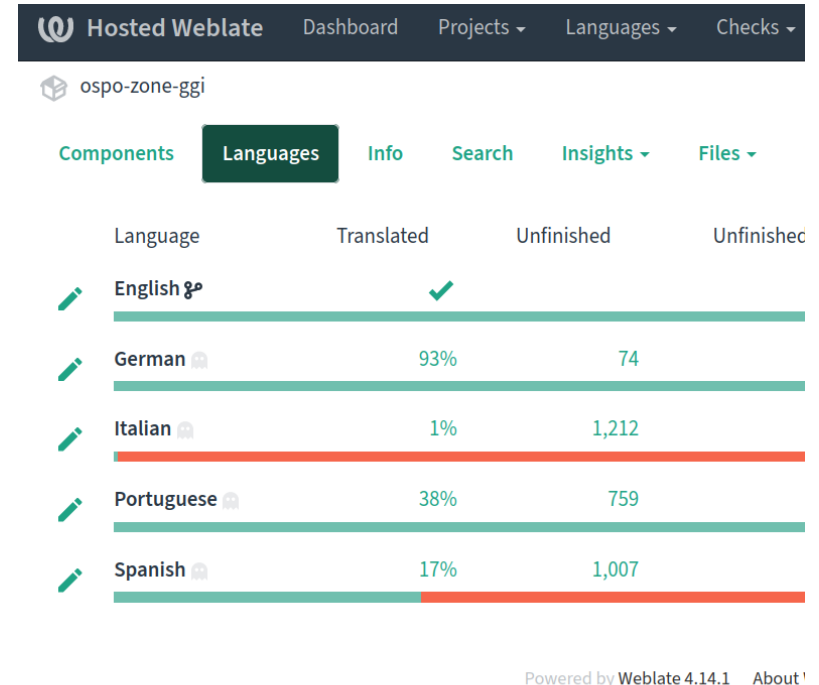 Hosted Weblate Dashboard Projects Languages Checks
ospo-zone-ggi
Components Languages Info Search Insights Files
Language Translated Unfinished Unfinished
English
German 93% 74
Italian 1% 1,212
Portuguese 38% 759
Spanish 17% 1,007
Powered by Weblate 4.14.1 About